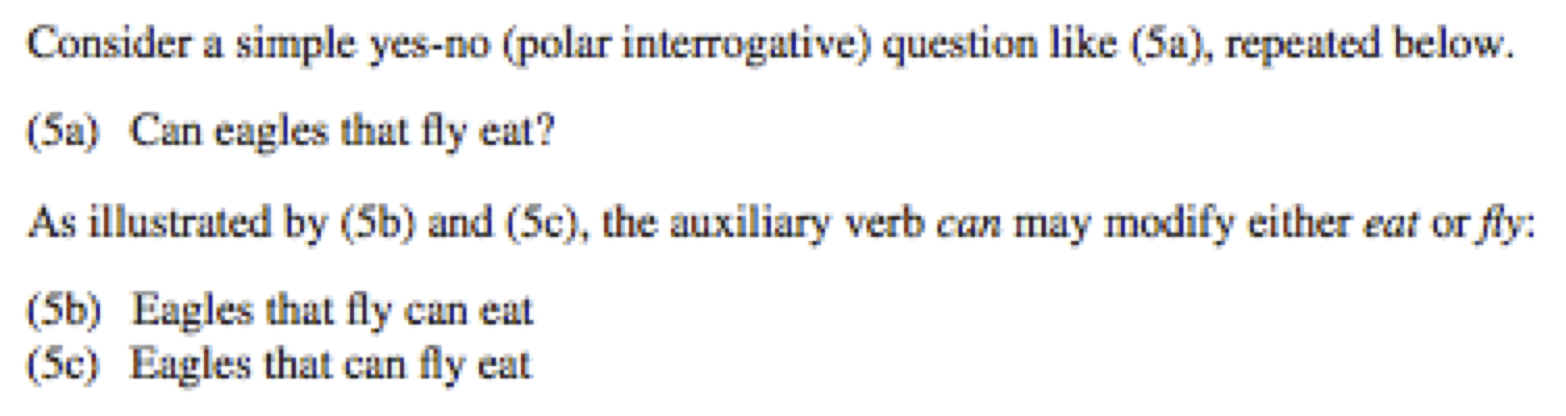 Consider a simple yes-no (polar interrogative) question like (5a), repeated below.
(5a) Can eagles that fly eat?
As illustrated by (5b) and (5c), the auxiliary verb can may modify either eat or fly:
(5b) Eagles that fly can eat
(5c) Eagles that can fly eat